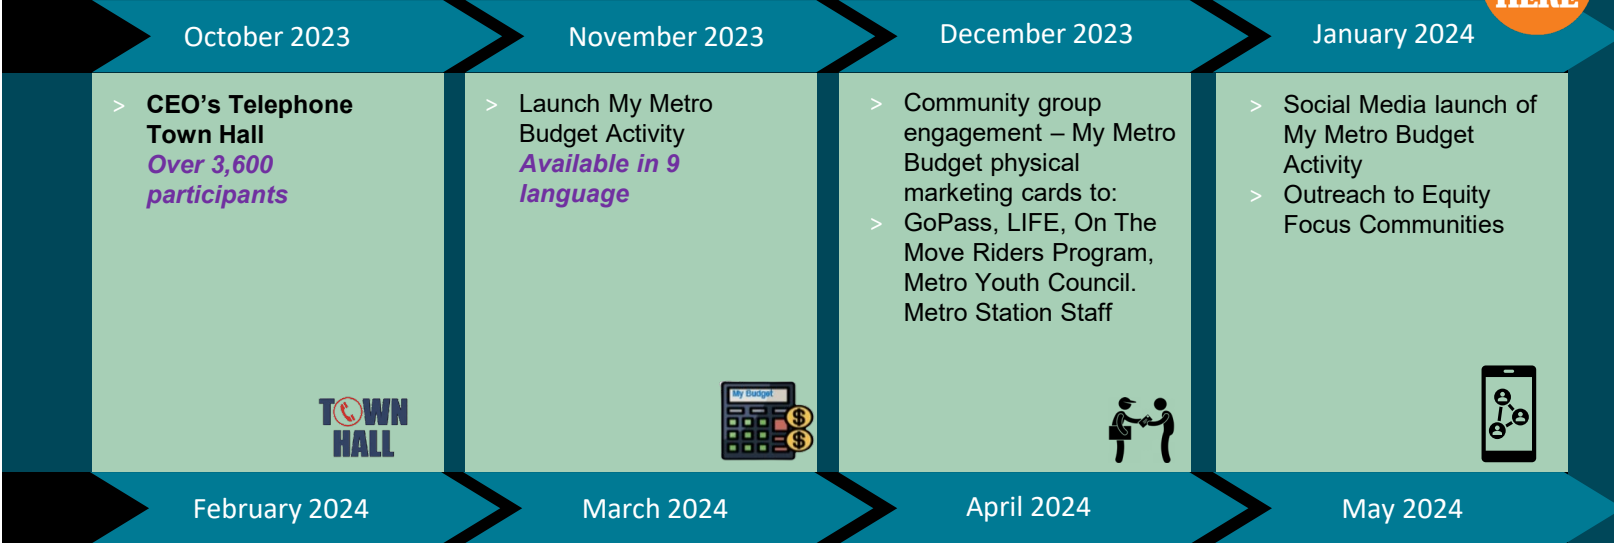 HERE
October 2023
November 2023
December 2023
January 2024
> CEO’s Telephone
Town Hall
Over 3,600
participants
TOWN
HALL
> Launch My Metro
Budget Activity
Available in 9
language
My Budget
$
$
> Community group
engagement – My Metro
Budget physical
marketing cards to:
> GoPass, LIFE, On The
Move Riders Program,
Metro Youth Council.
Metro Station Staff
> Social Media launch of
My Metro Budget
Activity
> Outreach to Equity
Focus Communities
February 2024
March 2024
April 2024
May 2024